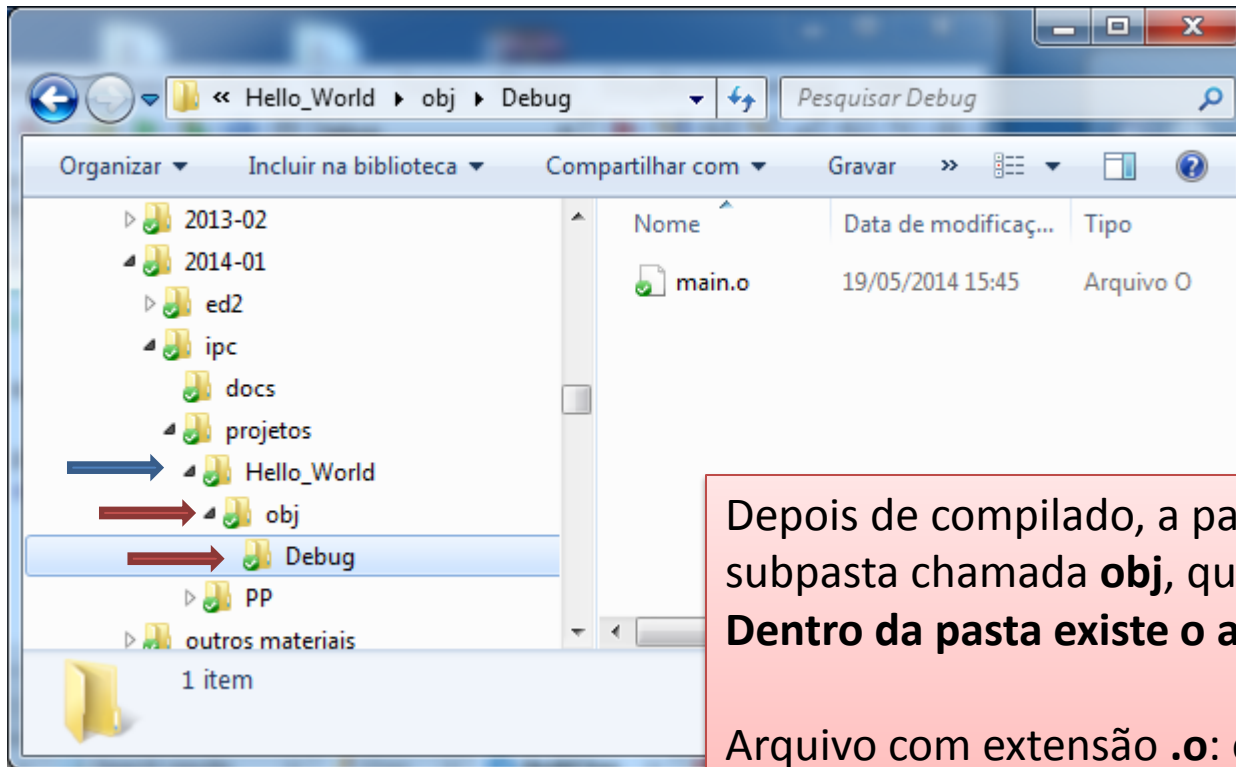 « Hello_World ▸ obj ▸ Debug
Pesquisar Debug
Organizar Incluir na biblioteca Compartilhar com Gravar »
2013-02
2014-01
ed2
ipc
docs
projetos
Hello_World
obj
Debug
PP
outros materiais
Nome Data de modificaç... Tipo
main.o 19/05/2014 15:45 Arquivo O
1 item
Depois de compilado, a pa
subpasta chamada obj, qu
Dentro da pasta existe o a
Arquivo com extensão .o: